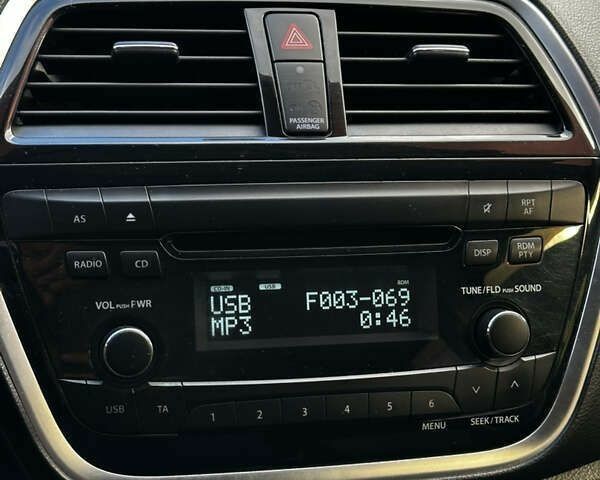 PASSENGER
AIRBAG
AS
RPT
AF
RADIO
CD
DISP
RDM
PTY
CD-IN USB RDM
USB F003-069
MP3 0:46
VOL PUSH PWR
TUNE/FLD PUSH SOUND
USB TA 1 2 3 4 5 6
MENU
SEEK/TRACK